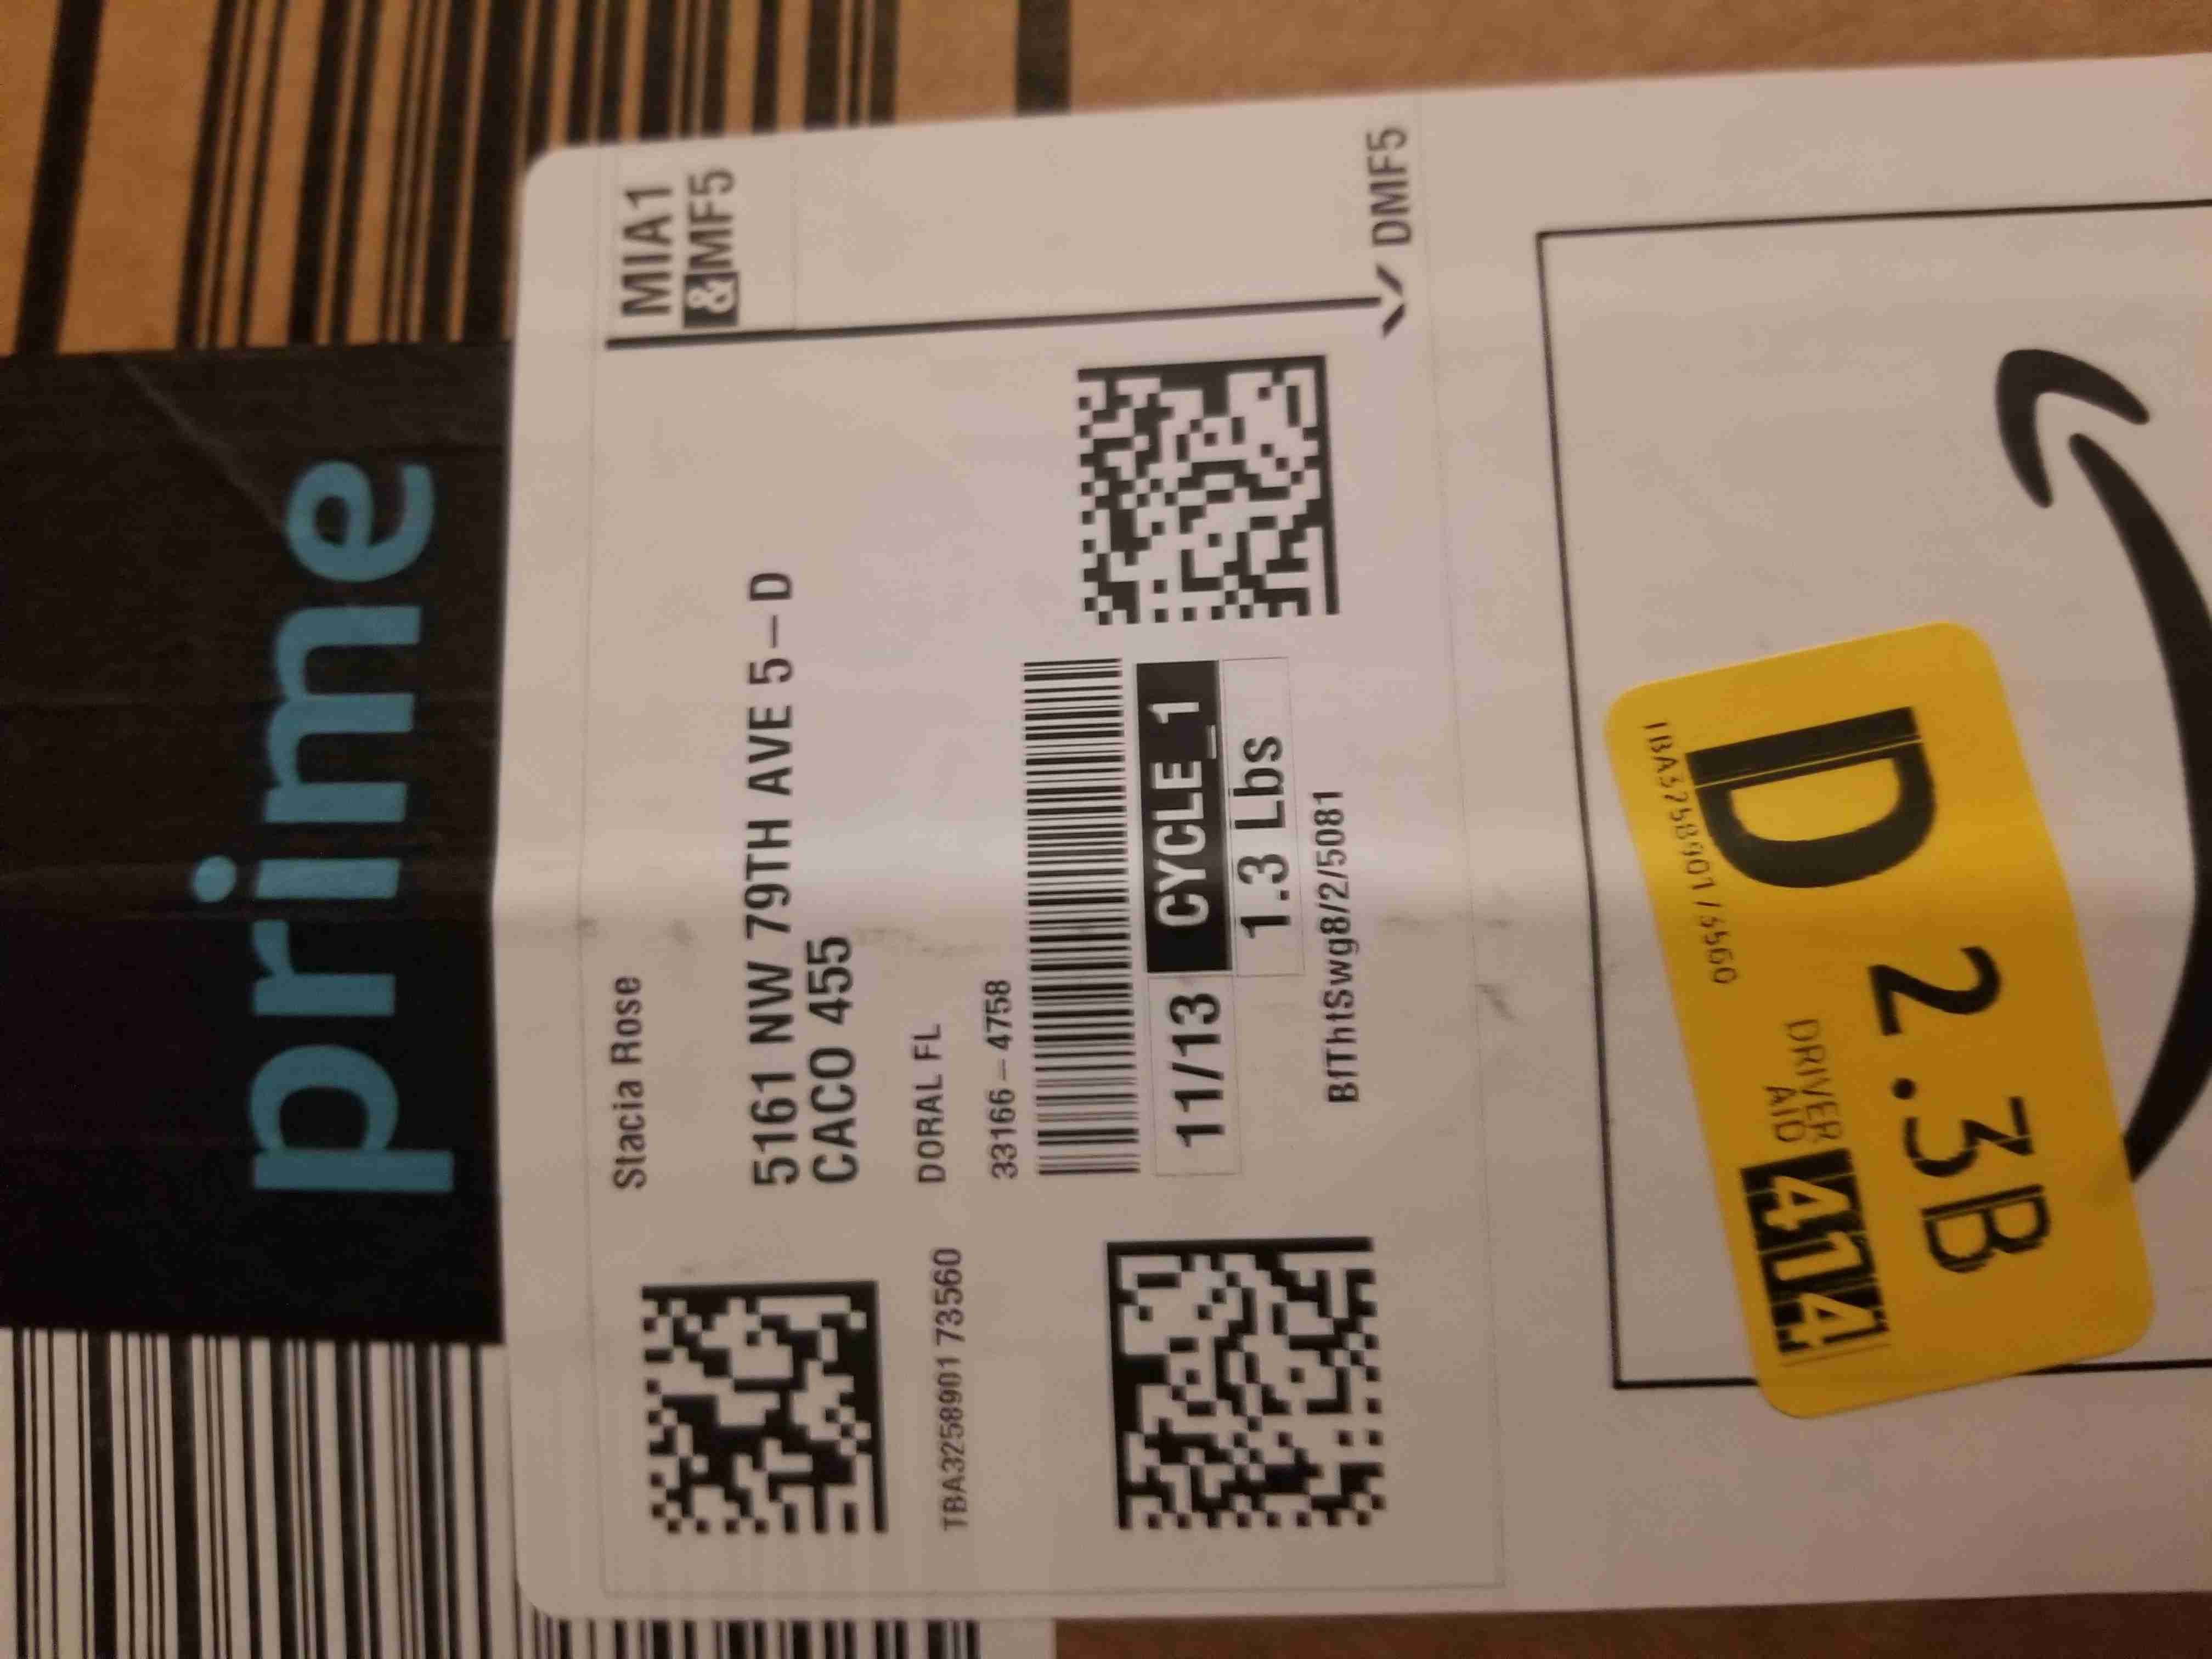 prime
MIA1
&MF5
Stacia Rose
5161 NW 79TH AVE 5-D
CACO 455
DORAL FL
33166-4758
TBA325890173560
11/13 CYCLE_1
1.3 Lbs
BfThtSwg8/2/5081
DMF5
D 2.3B
DRIVER
AID
414